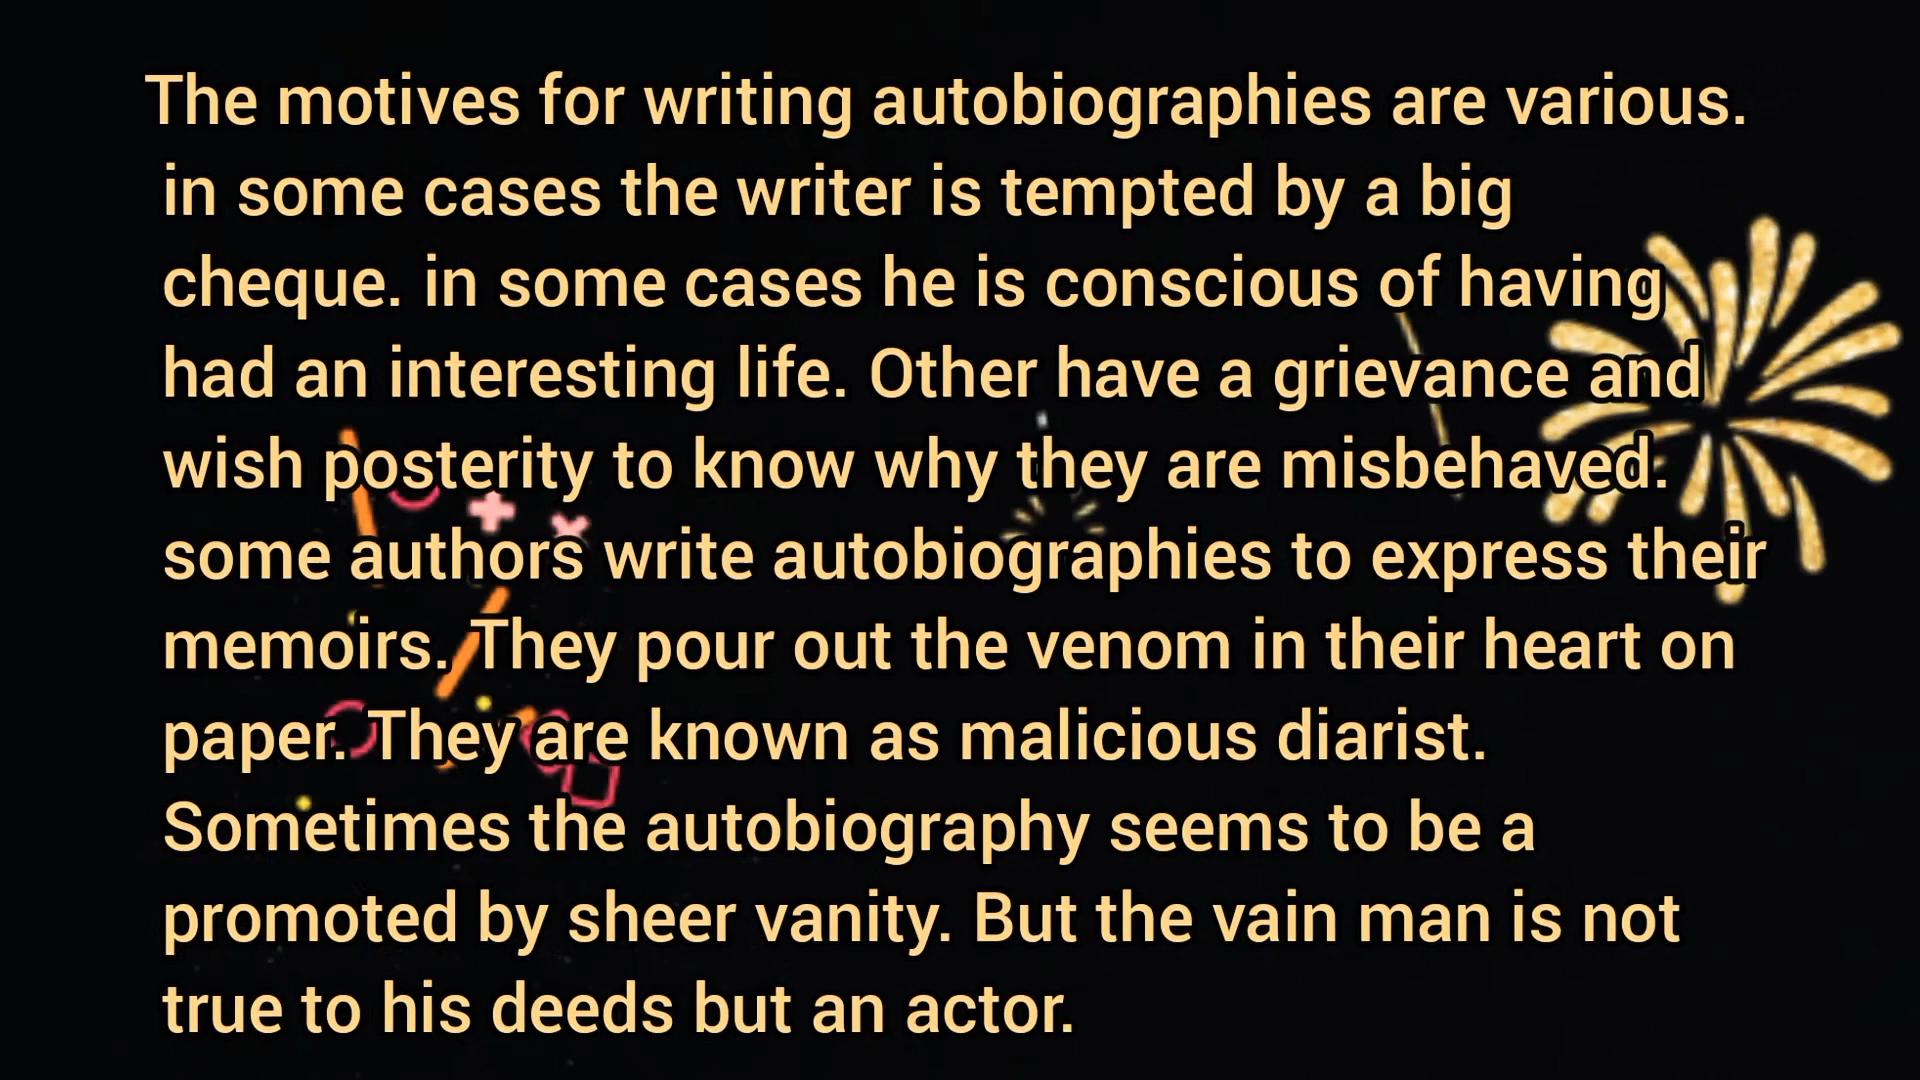 The motives for writing autobiographies are various.
in some cases the writer is tempted by a big
cheque. in some cases he is conscious of having
had an interesting life. Other have a grievance and
wish posterity to know why they are misbehaved.
some authors write autobiographies to express their
memoirs. They pour out the venom in their heart on
paper. They are known as malicious diarist.
Sometimes the autobiography seems to be a
promoted by sheer vanity. But the vain man is not
true to his deeds but an actor.